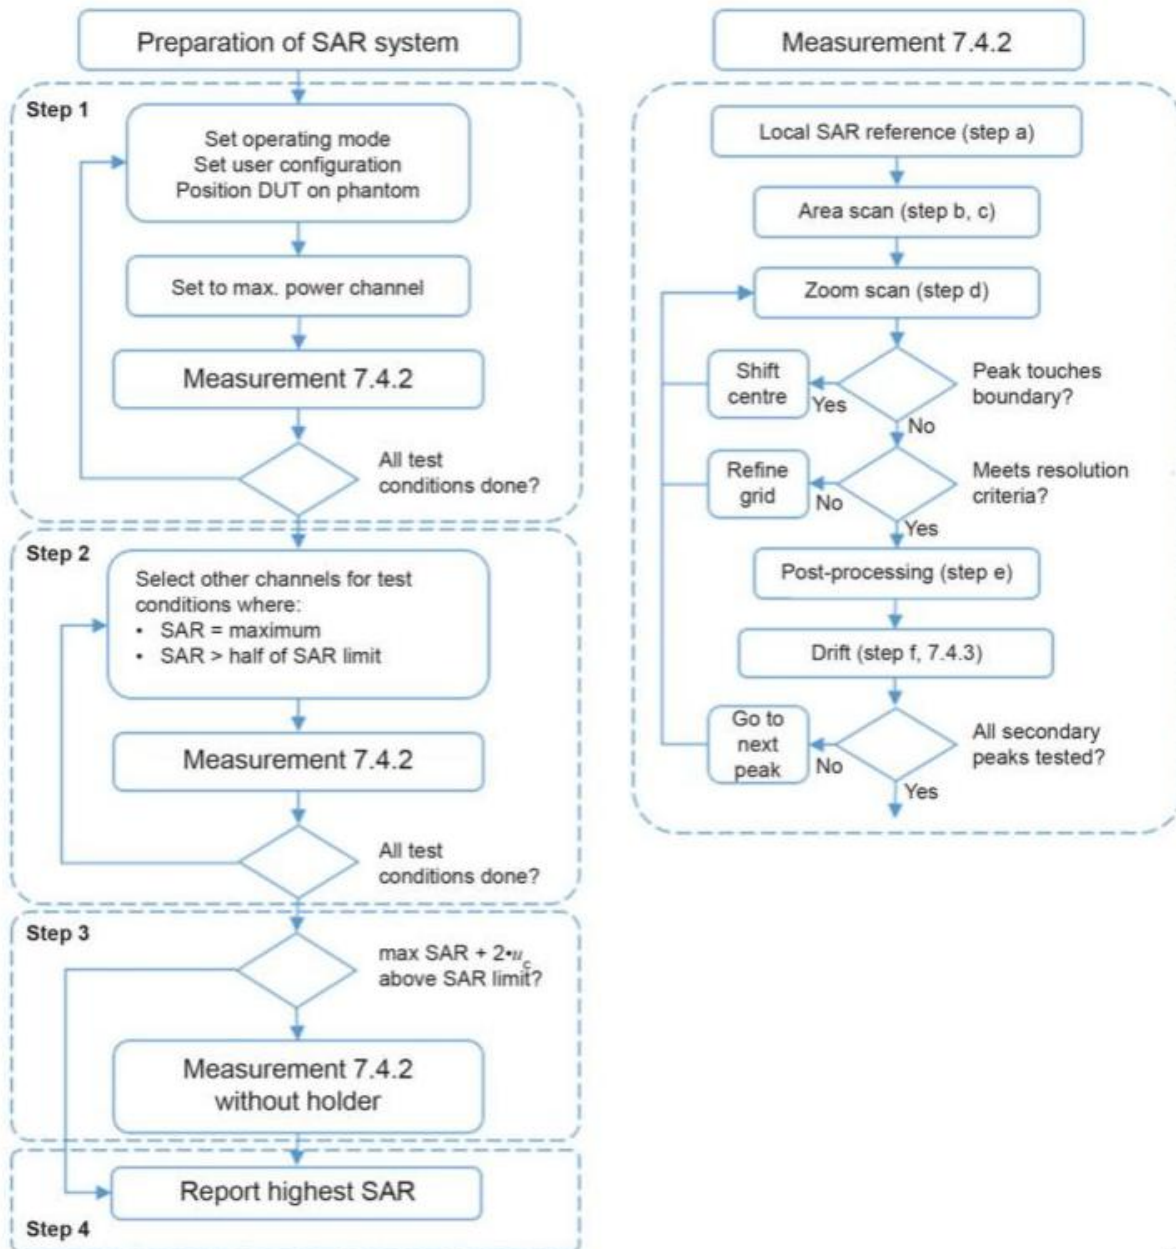 Preparation of SAR system
Step 1
Set operating mode
Set user configuration
Position DUT on phantom
Set to max. power channel
Measurement 7.4.2
All test
conditions done?
Step 2
Select other channels for test
conditions where:
• SAR = maximum
• SAR > half of SAR limit
Measurement 7.4.2
All test
conditions done?
Step 3
max SAR + 2•u_c
above SAR limit?
Measurement 7.4.2
without holder
Report highest SAR
Step 4
Measurement 7.4.2
Local SAR reference (step a)
Area scan (step b, c)
Zoom scan (step d)
Shift
centre
Yes
Peak touches
boundary?
No
Refine
grid
No
Meets resolution
criteria?
Yes
Post-processing (step e)
Drift (step f, 7.4.3)
Go to
next
peak
No
All secondary
peaks tested?
Yes